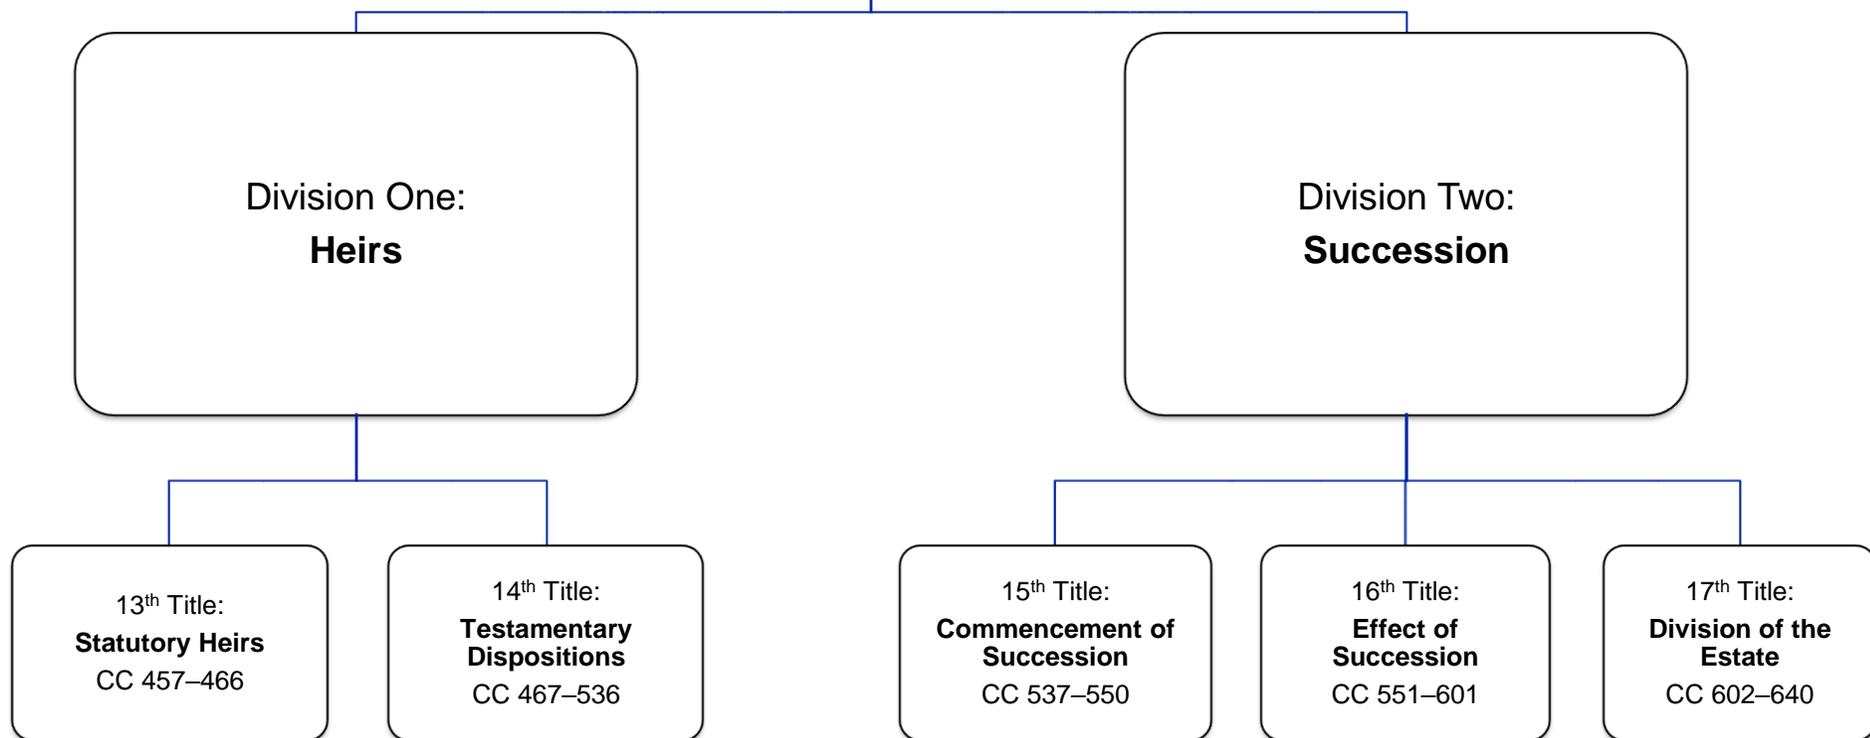 Division One:
Heirs
Division Two:
Succession
13th Title:
Statutory Heirs
CC 457–466
14th Title:
Testamentary
Dispositions
CC 467–536
15th Title:
Commencement of
Succession
CC 537–550
16th Title:
Effect of
Succession
CC 551–601
17th Title:
Division of the
Estate
CC 602–640